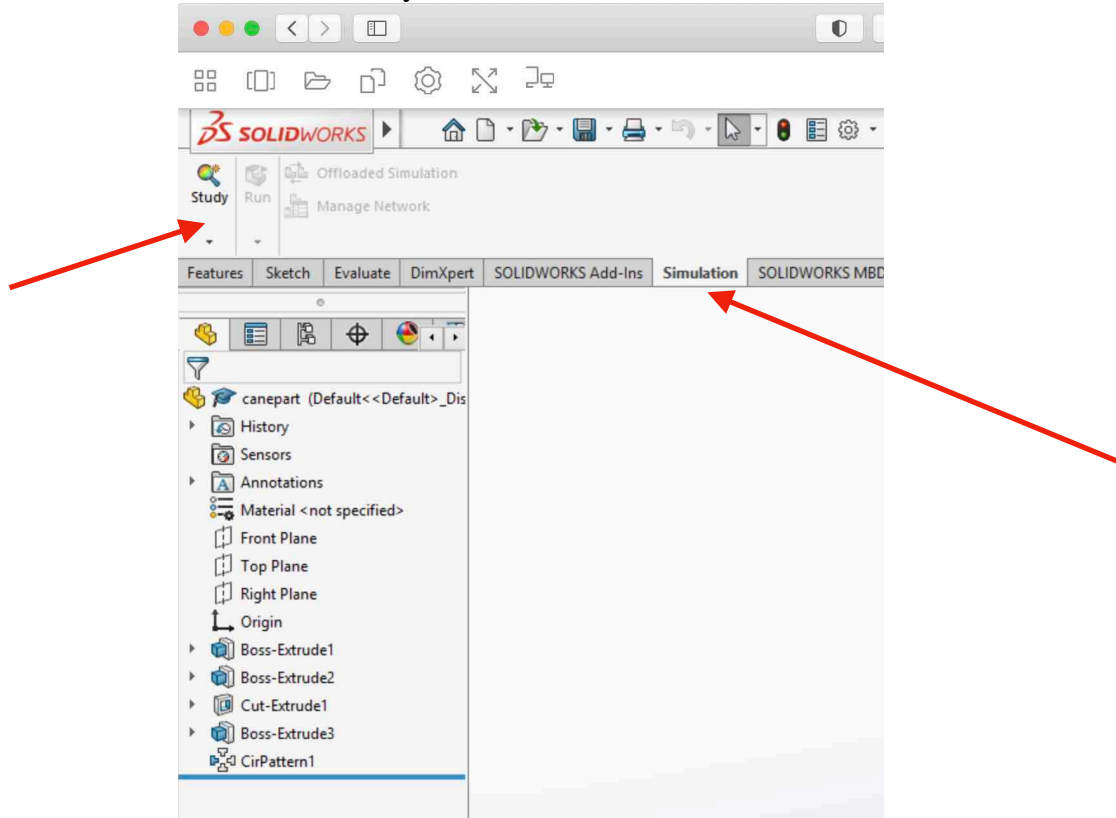 SOLIDWORKS
Study
Run
Offloaded Simulation
Manage Network
Features Sketch Evaluate DimXpert SOLIDWORKS Add-Ins Simulation SOLIDWORKS MBD
canepart (Default<<Default>_Dis
History
Sensors
Annotations
Material <not specified>
Front Plane
Top Plane
Right Plane
Origin
Boss-Extrude1
Boss-Extrude2
Cut-Extrude1
Boss-Extrude3
CirPattern1